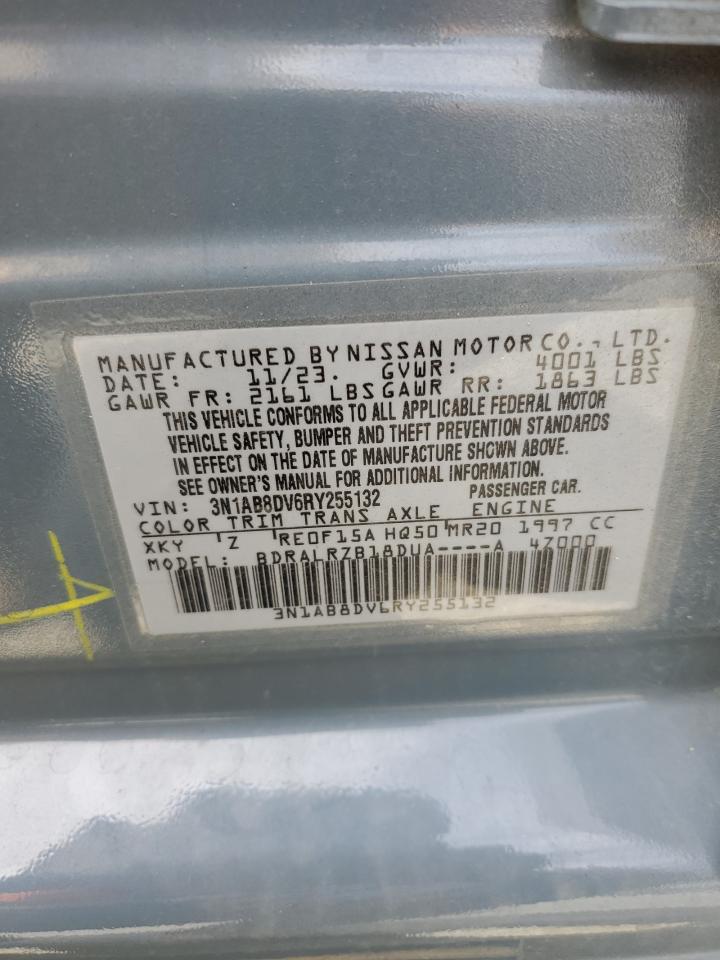 MANUFACTURED BY NISSAN MOTOR CO., LTD.
DATE: 11/23. GVWR: 4001 LBS
GAWR FR: 2161 LBS GAWR RR: 1863 LBS
THIS VEHICLE CONFORMS TO ALL APPLICABLE FEDERAL MOTOR
VEHICLE SAFETY, BUMPER AND THEFT PREVENTION STANDARDS
IN EFFECT ON THE DATE OF MANUFACTURE SHOWN ABOVE.
SEE OWNER'S MANUAL FOR ADDITIONAL INFORMATION.
VIN: 3N1AB8DV6RY255132 PASSENGER CAR.
COLOR TRIM TRANS AXLE ENGINE
XKY Z RE0F15A HQ50 MR20 1997 CC
MODEL: BDRALRZB18DUA----A 4Z000
3N1AB8DV6RY255132